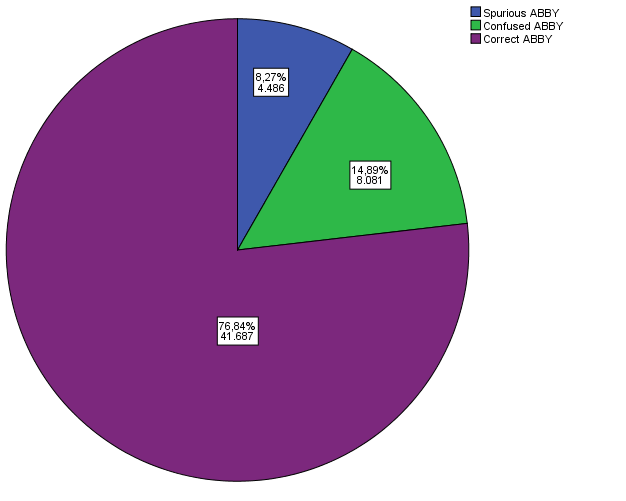 Spurious ABBY
Confused ABBY
Correct ABBY
8,27%
4.486
14,89%
8.081
76,84%
41.687